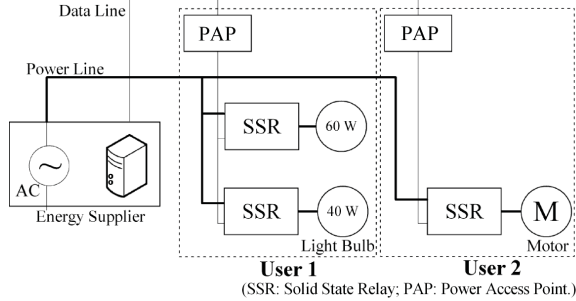 Data Line
PAP
PAP
Power Line
SSR
60 W
AC
SSR
40 W
SSR
M
Energy Supplier
Light Bulb
Motor
User 1
User 2
(SSR: Solid State Relay; PAP: Power Access Point.)